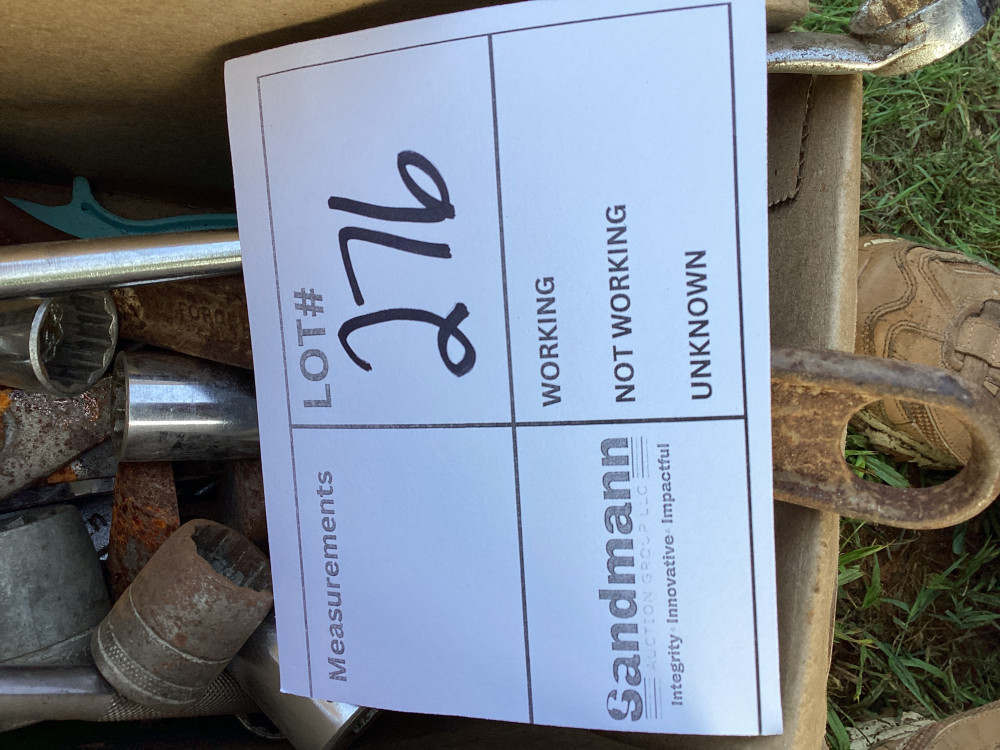 LOT#
276
Measurements
WORKING
NOT WORKING
UNKNOWN
Sandmann
AUCTION GROUP LLC
Integrity • Innovative • Impactful